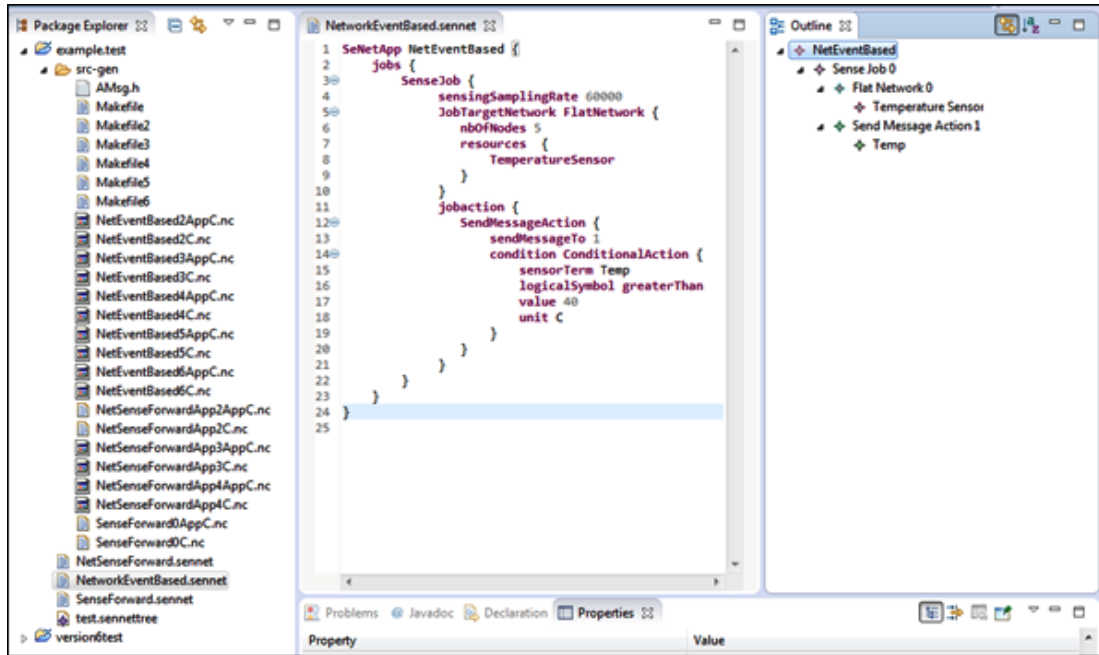 Package Explorer
example.test
src-gen
AMsg.h
Makefile
Makefile2
Makefile3
Makefile4
Makefile5
Makefile6
NetEventBased2AppC.nc
NetEventBased2C.nc
NetEventBased3AppC.nc
NetEventBased3C.nc
NetEventBased4AppC.nc
NetEventBased4C.nc
NetEventBased5AppC.nc
NetEventBased5C.nc
NetEventBased6AppC.nc
NetEventBased6C.nc
NetSenseForwardApp2AppC.nc
NetSenseForwardApp2C.nc
NetSenseForwardApp3AppC.nc
NetSenseForwardApp3C.nc
NetSenseForwardApp4AppC.nc
NetSenseForwardApp4C.nc
SenseForward0AppC.nc
SenseForward0C.nc
NetSenseForward.sennet
NetworkEventBased.sennet
SenseForward.sennet
test.sennettree
version6test
NetworkEventBased.sennet
1 SeNetApp NetEventBased {
2 jobs {
3 SenseJob {
4 sensingSamplingRate 60000
5 JobTargetNetwork FlatNetwork {
6 nbOfNodes 5
7 resources {
8 TemperatureSensor
9 }
10 }
11 jobaction {
12 SendMessageAction {
13 sendMessageTo 1
14 condition ConditionalAction {
15 sensorTerm Temp
16 logicalSymbol greaterThan
17 value 40
18 unit C
19 }
20 }
21 }
22 }
23 }
24 }
25
Outline
NetEventBased
Sense Job 0
Flat Network 0
Temperature Sensor
Send Message Action 1
Temp
Problems @ Javadoc Declaration Properties
Property Value